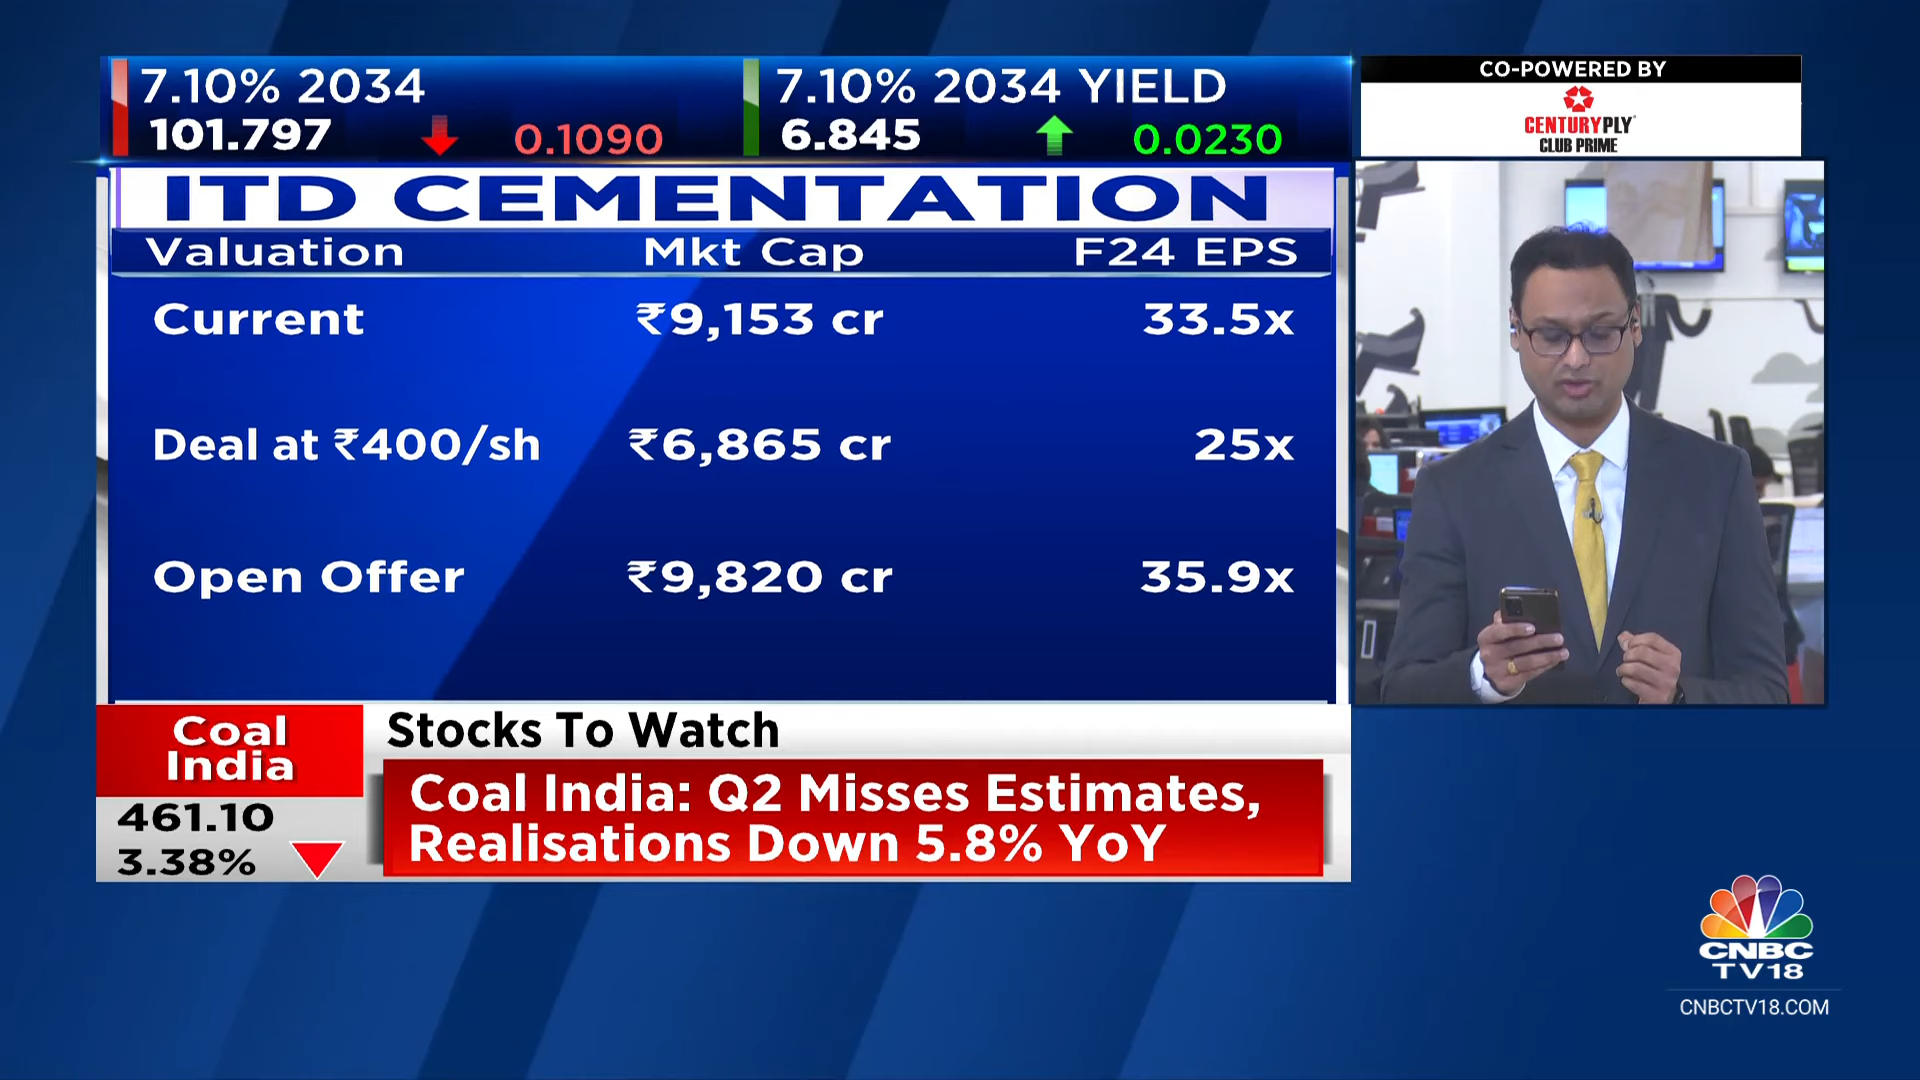 7.10% 2034
101.797 0.1090
7.10% 2034 YIELD
6.845 0.0230
CO-POWERED BY
CENTURYPLY
CLUB PRIME
ITD CEMENTATION
Valuation Mkt Cap F24 EPS
Current ₹9,153 cr 33.5x
Deal at ₹400/sh ₹6,865 cr 25x
Open Offer ₹9,820 cr 35.9x
Coal
India
461.10
3.38%
Stocks To Watch
Coal India: Q2 Misses Estimates,
Realisations Down 5.8% YoY
CNBC
TV18
CNBCTV18.COM